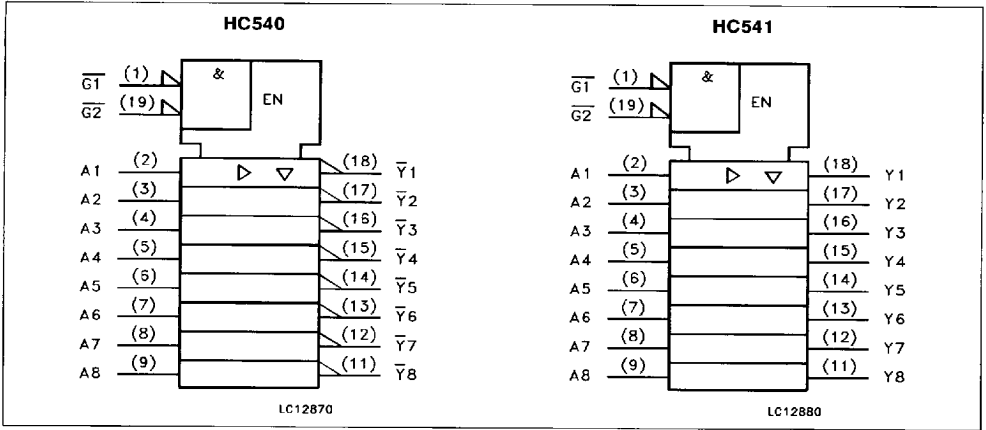 HC540
HC541
G1 (1) & EN
G2 (19)
A1 (2) (18) Y1
A2 (3) (17) Y2
A3 (4) (16) Y3
A4 (5) (15) Y4
A5 (6) (14) Y5
A6 (7) (13) Y6
A7 (8) (12) Y7
A8 (9) (11) Y8
LC12870
G1 (1) & EN
G2 (19)
A1 (2) (18) Y1
A2 (3) (17) Y2
A3 (4) (16) Y3
A4 (5) (15) Y4
A5 (6) (14) Y5
A6 (7) (13) Y6
A7 (8) (12) Y7
A8 (9) (11) Y8
LC12880